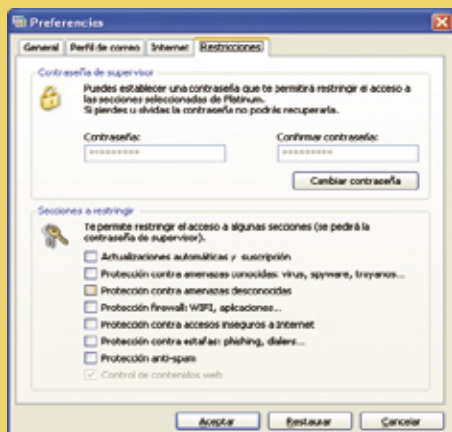 Preferencias
General Perfil de correo Internet Restricciones
Contraseña de supervisor
Puedes establecer una contraseña que te permitirá restringir el acceso a
las secciones seleccionadas de Platinum.
Si pierdes u olvidas la contraseña no podrás recuperarla.
Contraseña: Confirmar contraseña:
********* *********
Cambiar contraseña
Secciones a restringir
Te permite restringir el acceso a algunas secciones (se pedirá la
contraseña de supervisor).
Actualizaciones automáticas y suscripción
Protección contra amenazas conocidas: virus, spyware, troyanos...
Protección contra amenazas desconocidas
Protección firewall: WIFI, aplicaciones...
Protección contra accesos inseguros a Internet
Protección contra estafas: phishing, dialers...
Protección anti-spam
Control de contenidos web
Aceptar Restaurar Cancelar